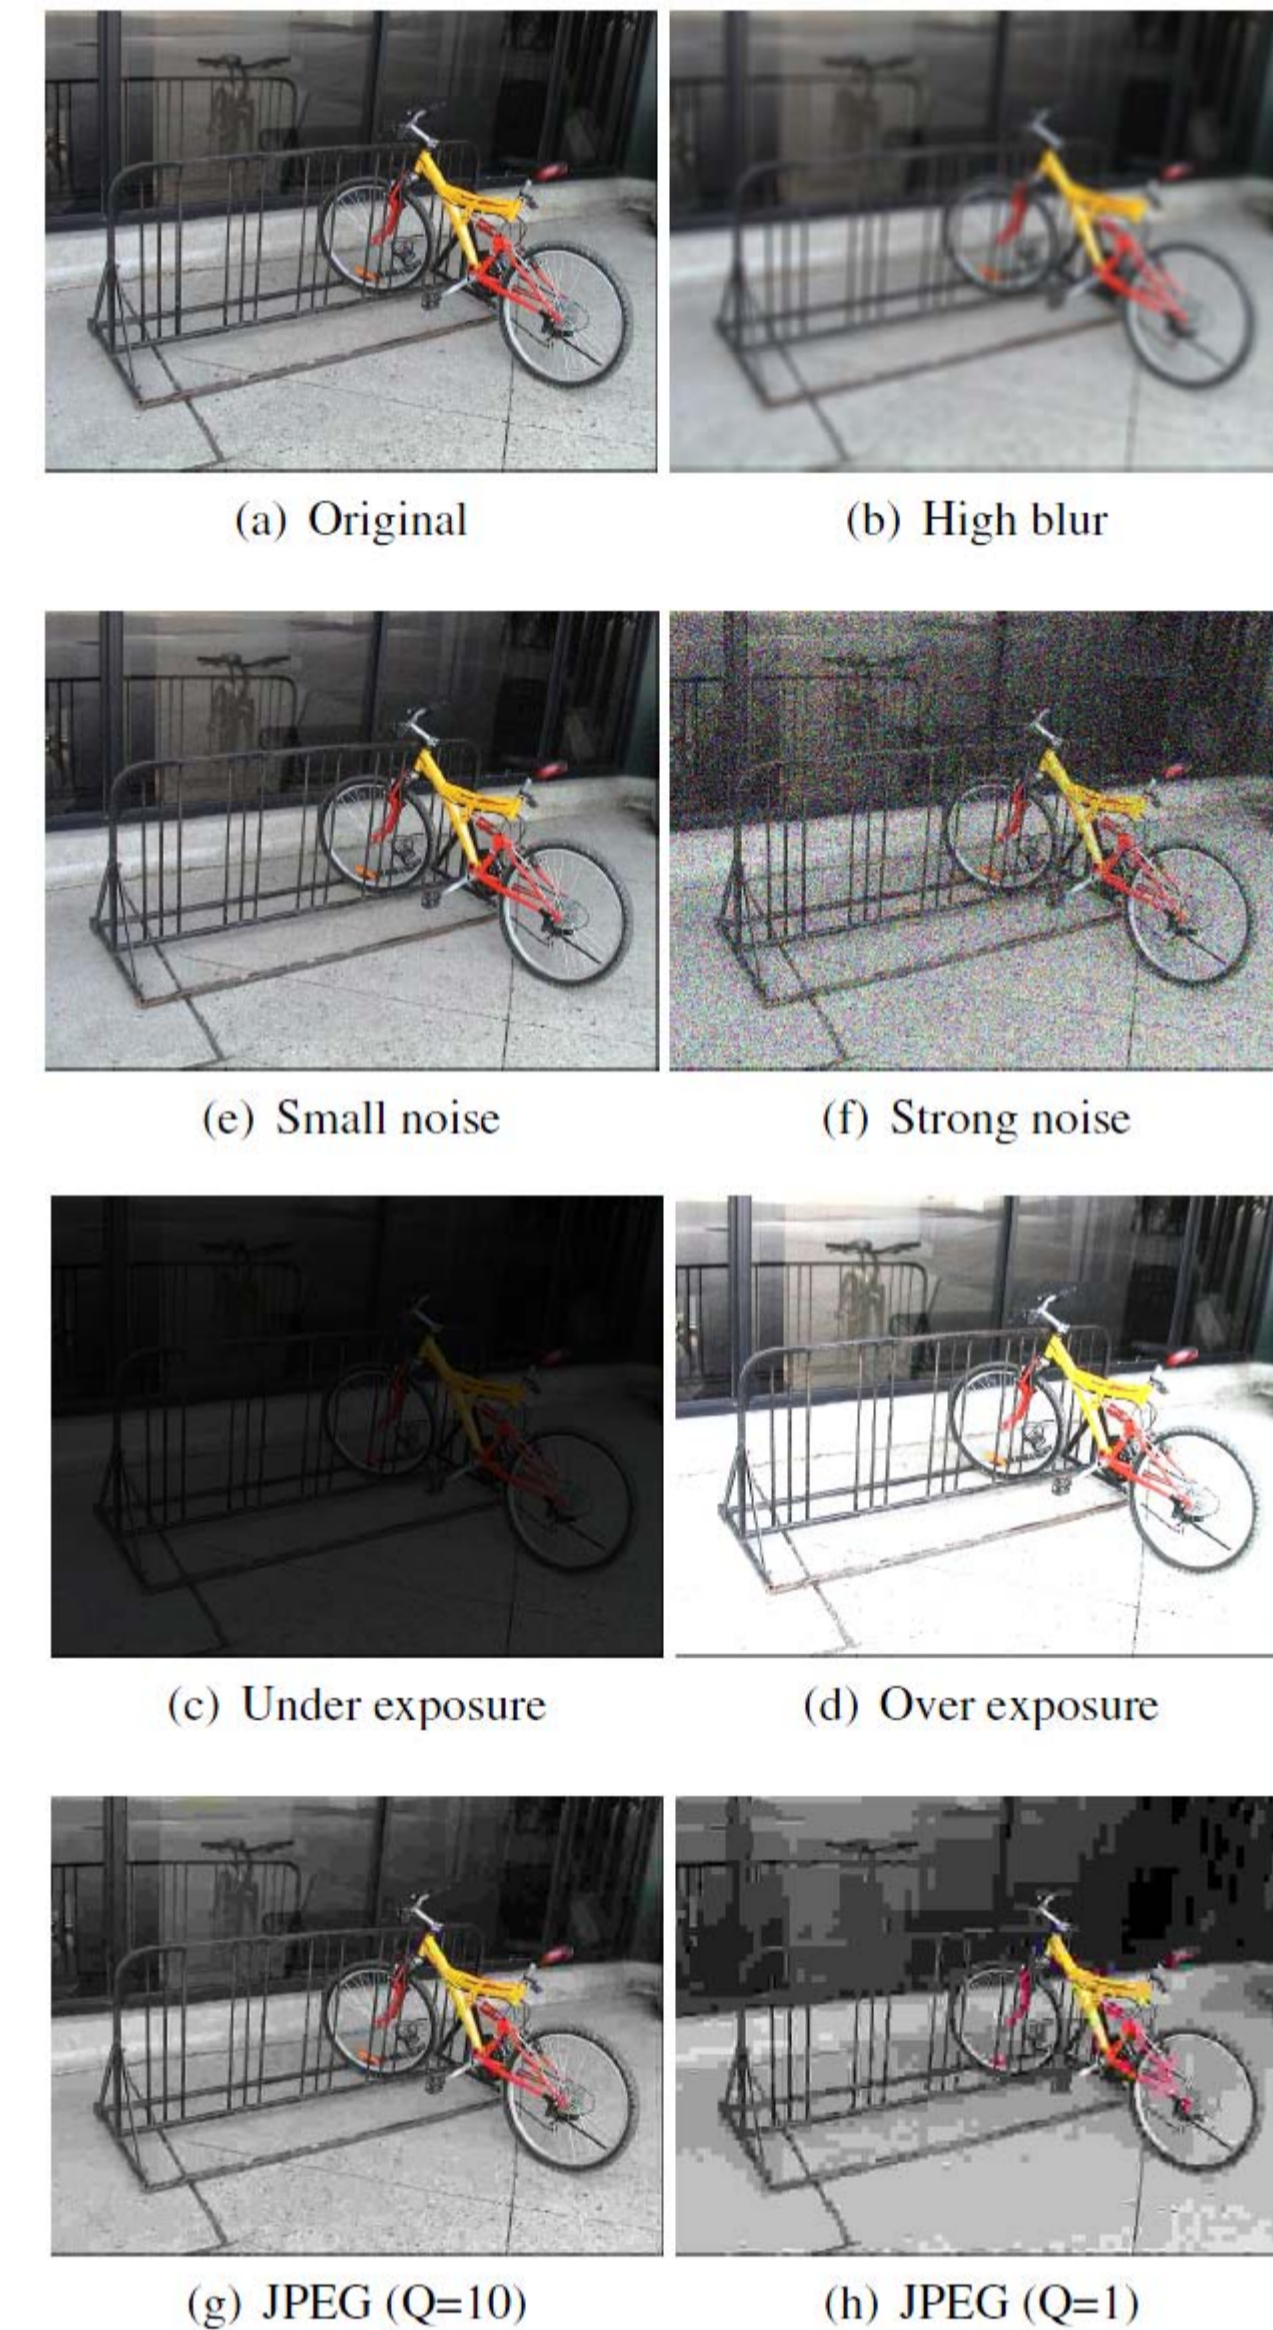 (a) Original
(b) High blur
(e) Small noise
(f) Strong noise
(c) Under exposure
(d) Over exposure
(g) JPEG (Q=10)
(h) JPEG (Q=1)